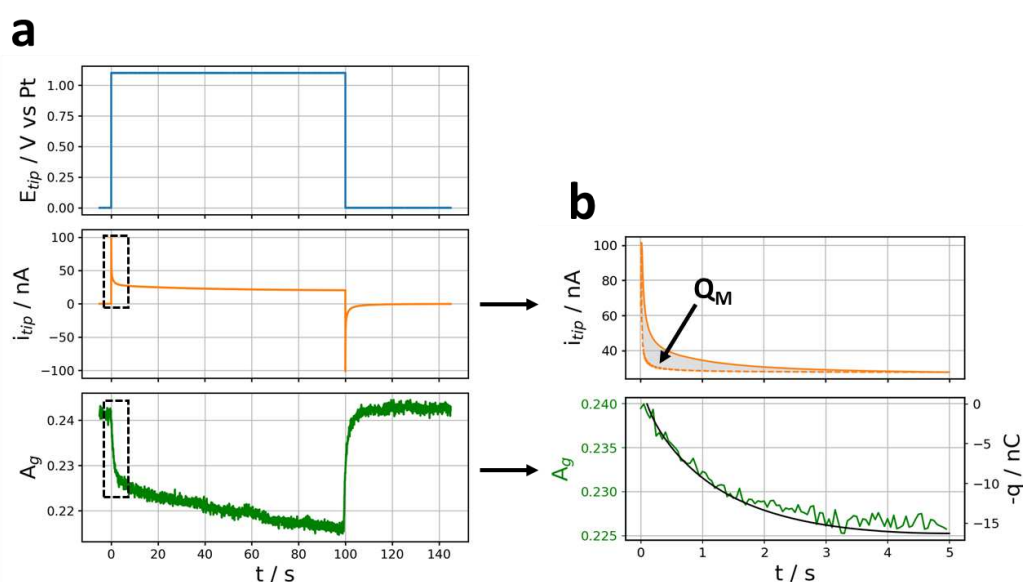 a
E_tip / V vs Pt
1.00
0.75
0.50
0.25
0.00
i_tip / nA
100
50
0
−50
−100
A_g
0.24
0.23
0.22
0 20 40 60 80 100 120 140
t / s
b
i_tip / nA
100
80
60
40
Q_M
A_g
0.240
0.235
0.230
0.225
0
−5
−10
−15
-q / nC
0 1 2 3 4 5
t / s